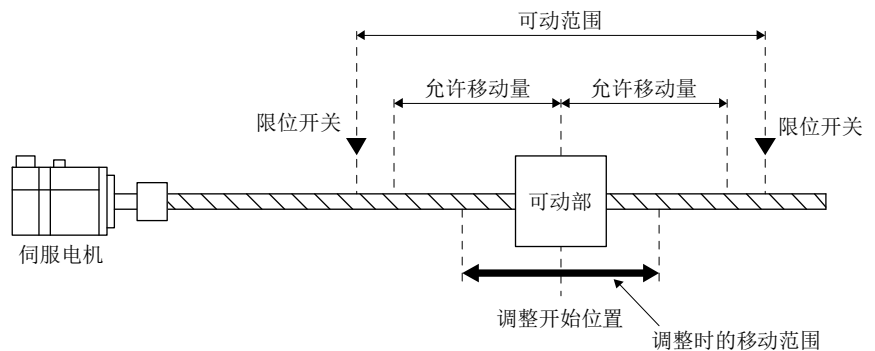 可动范围
允许移动量
允许移动量
限位开关
限位开关
可动部
伺服电机
调整开始位置
调整时的移动范围